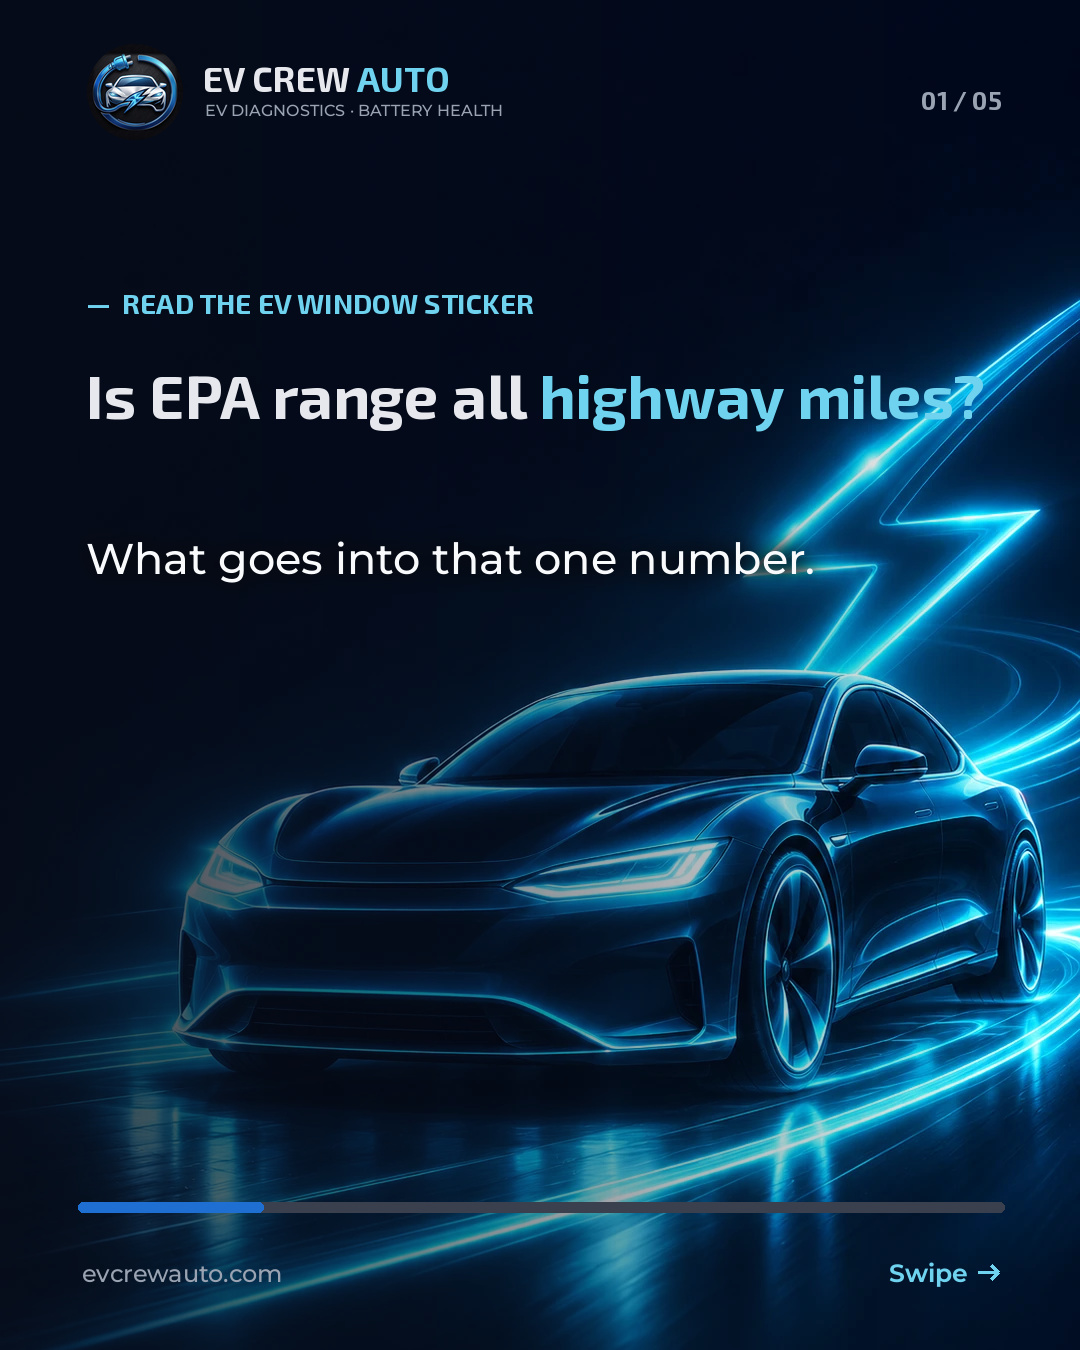 EV CREW AUTO
EV DIAGNOSTICS · BATTERY HEALTH
01 / 05
— READ THE EV WINDOW STICKER
Is EPA range all highway miles?
What goes into that one number.
evcrewauto.com
Swipe →